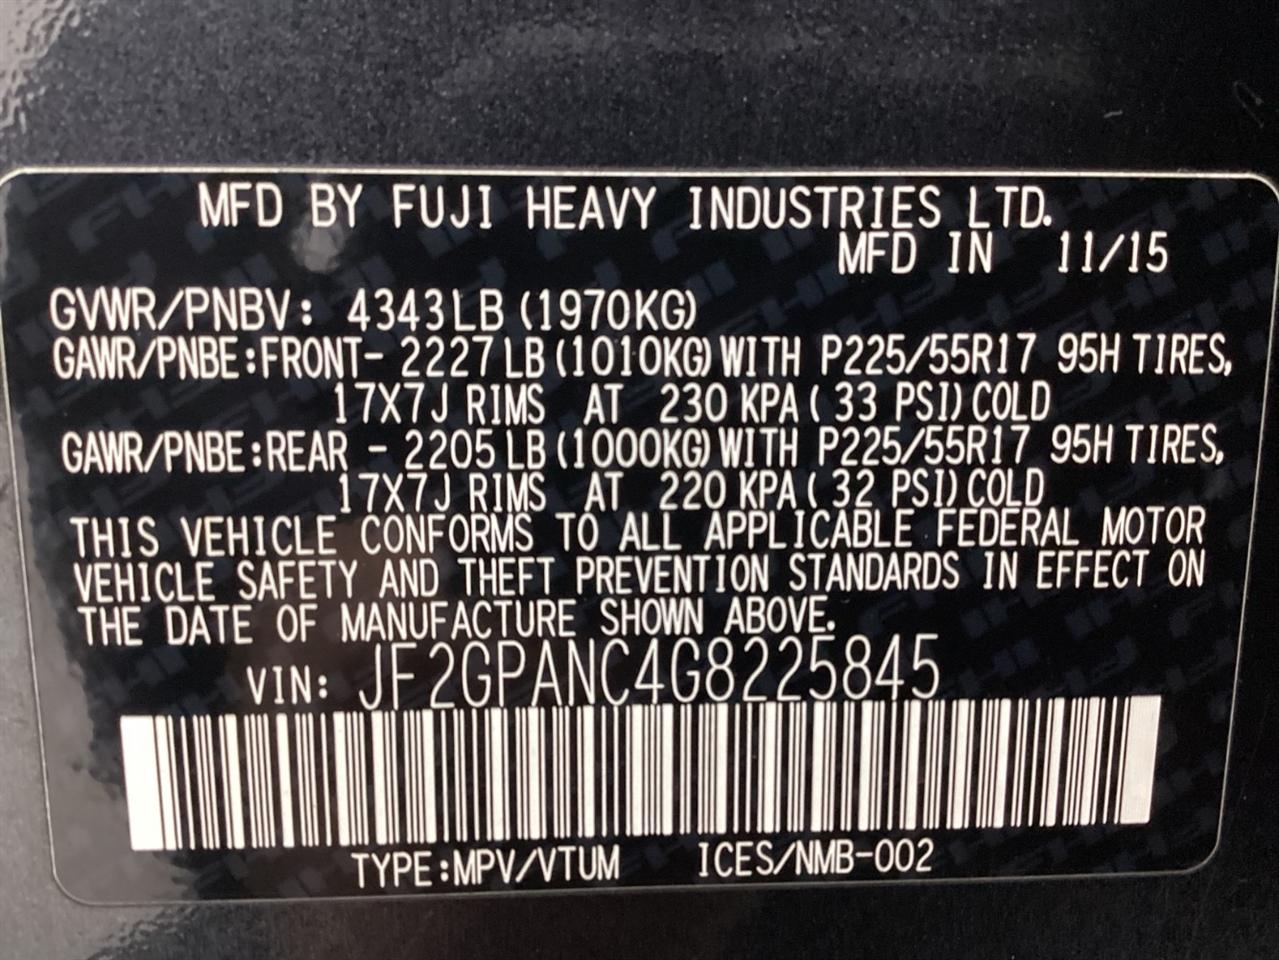 MFD BY FUJI HEAVY INDUSTRIES LTD.
MFD IN 11/15
GVWR/PNBV: 4343LB (1970KG)
GAWR/PNBE:FRONT- 2227LB (1010KG) WITH P225/55R17 95H TIRES,
17X7J RIMS AT 230 KPA ( 33 PSI) COLD
GAWR/PNBE:REAR - 2205LB (1000KG) WITH P225/55R17 95H TIRES,
17X7J RIMS AT 220 KPA ( 32 PSI) COLD
THIS VEHICLE CONFORMS TO ALL APPLICABLE FEDERAL MOTOR
VEHICLE SAFETY AND THEFT PREVENTION STANDARDS IN EFFECT ON
THE DATE OF MANUFACTURE SHOWN ABOVE.
VIN: JF2GPANC4G8225845
TYPE:MPV/VTUM ICES/NMB-002